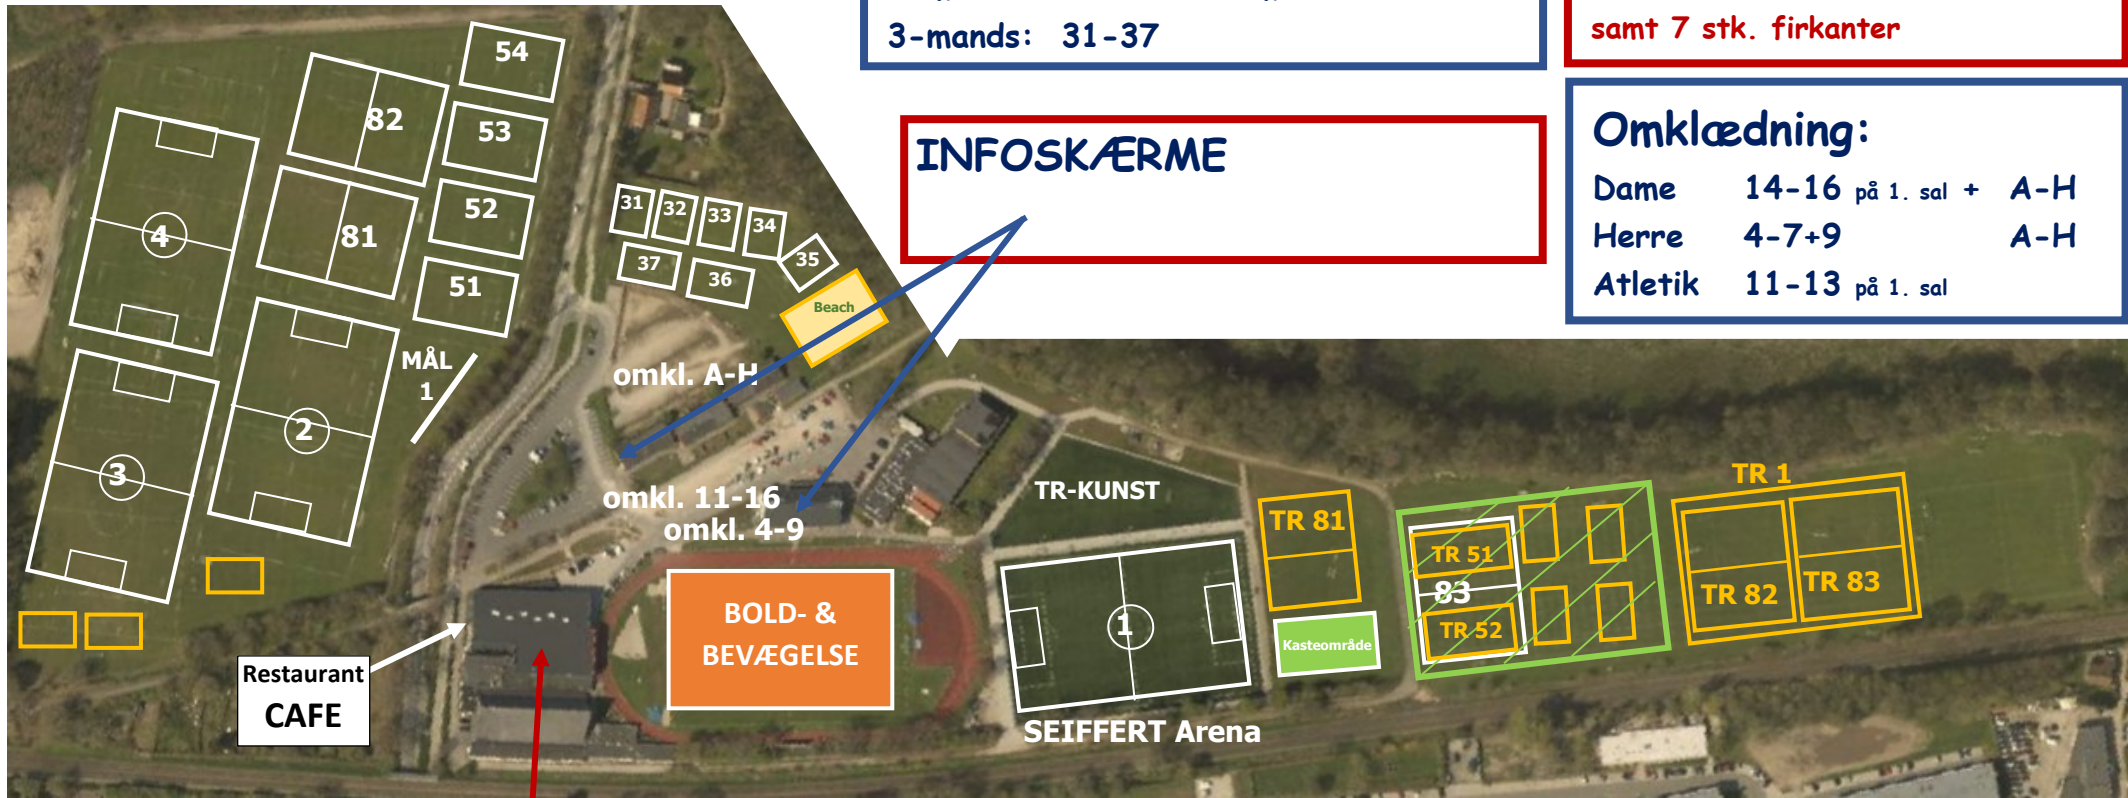 3-mands: 31-37
samt 7 stk. firkanter
INFOSKÆRME
Omklædning:
Dame 14-16 på 1. sal + A-H
Herre 4-7+9 A-H
Atletik 11-13 på 1. sal
54
82
53
52
4
81
51
31
32
33
34
35
37
36
Beach
MÅL
1
2
3
omkl. A-H
omkl. 11-16
omkl. 4-9
TR-KUNST
TR 81
TR 51
83
TR 52
TR 1
TR 82
TR 83
Kasteområde
1
SEIFFERT Arena
BOLD- &
BEVÆGELSE
Restaurant
CAFE